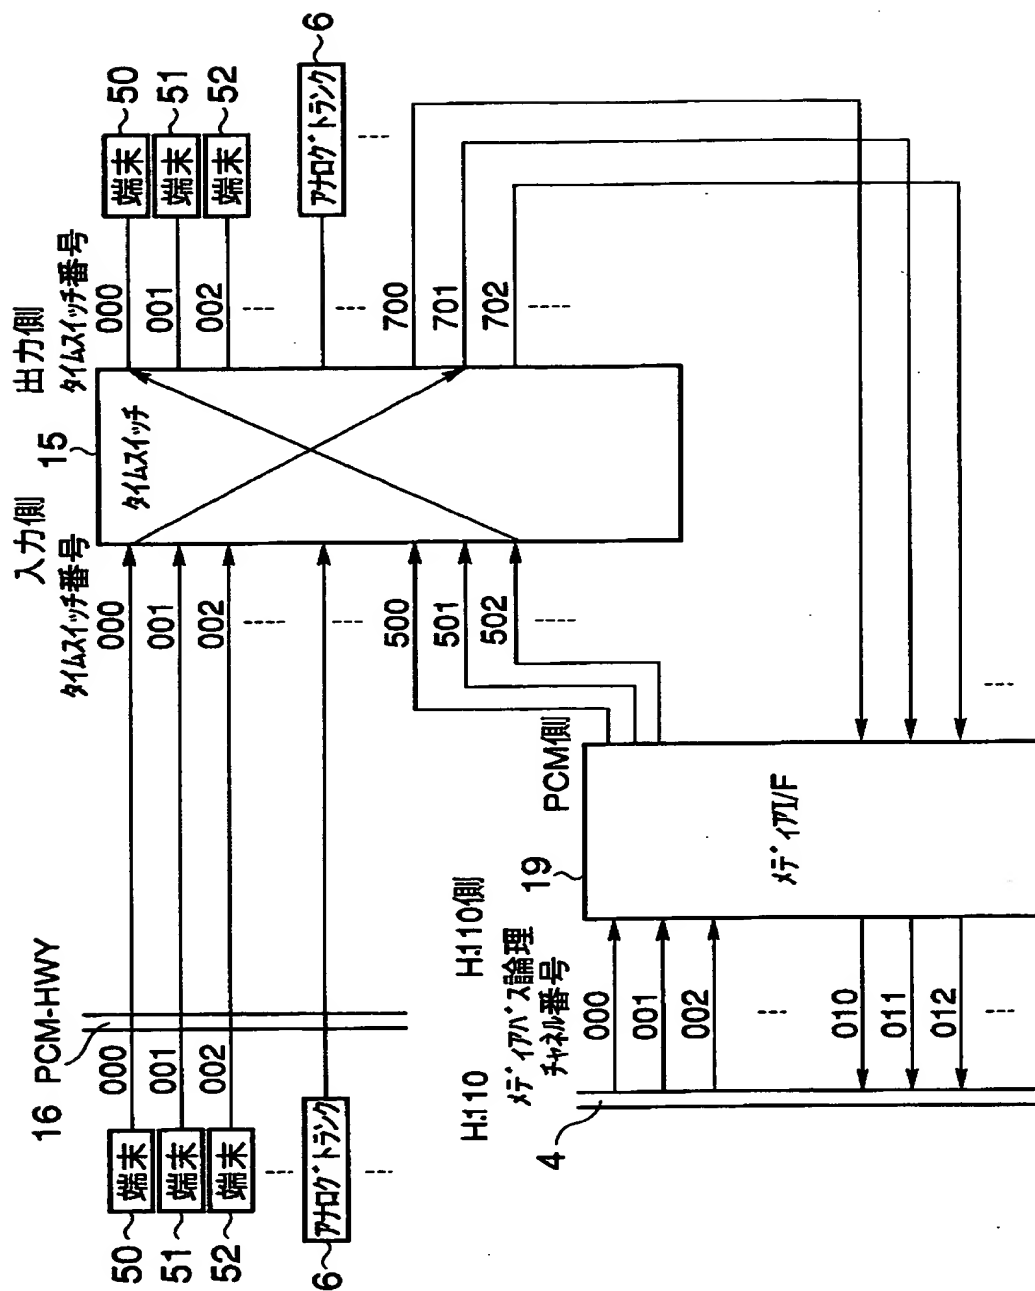 16 PCM-HWY
入力側
タイムスイッチ番号
15
出力側
タイムスイッチ番号
50
端末
000
000
タイムスイッチ
000
端末
50
51
端末
001
001
001
端末
51
52
端末
002
002
002
端末
52
6
アナログトランク
アナログトランク
6
500
501
502
700
701
702
H.110
メディアバス論理
チャネル番号
H.110側
19
PCM側
4
000
001
002
010
011
012
メディアI/F